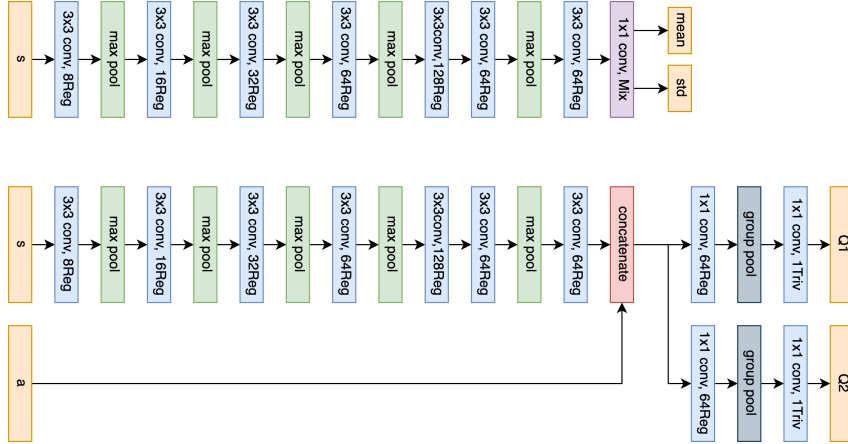 s
3x3 conv, 8Reg
max pool
3x3 conv, 16Reg
max pool
3x3 conv, 32Reg
max pool
3x3 conv, 64Reg
max pool
3x3conv,128Reg
3x3 conv, 64Reg
max pool
3x3 conv, 64Reg
1x1 conv, Mix
mean
std
s
3x3 conv, 8Reg
max pool
3x3 conv, 16Reg
max pool
3x3 conv, 32Reg
max pool
3x3 conv, 64Reg
max pool
3x3conv,128Reg
3x3 conv, 64Reg
max pool
3x3 conv, 64Reg
concatenate
1x1 conv, 64Reg
group pool
1x1 conv, 1Triv
Q1
a
1x1 conv, 64Reg
group pool
1x1 conv, 1Triv
Q2